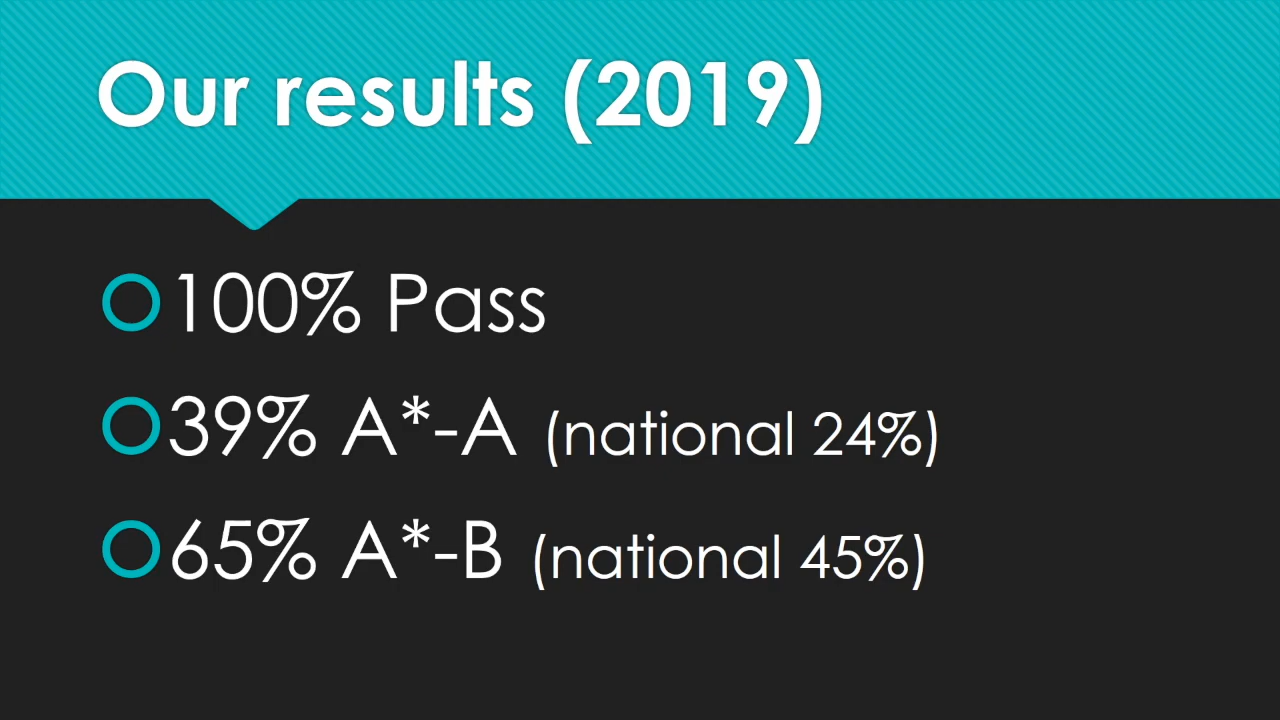 Our results (2019)
100% Pass
39% A*-A (national 24%)
65% A*-B (national 45%)